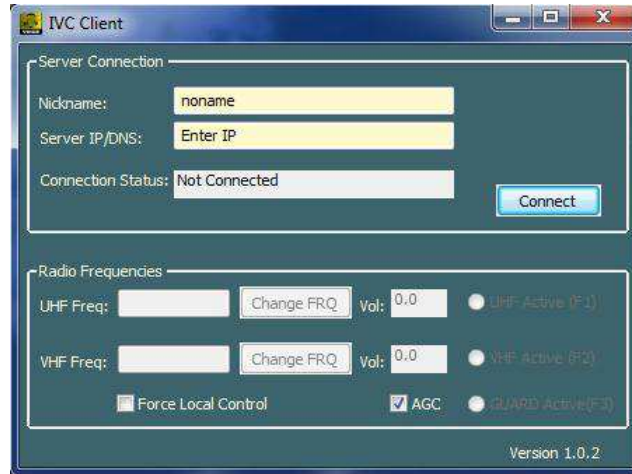 IVC Client
Server Connection
Nickname: noname
Server IP/DNS: Enter IP
Connection Status: Not Connected
Connect
Radio Frequencies
UHF Freq: Change FRQ Vol: 0,0 UHF Active (F1)
VHF Freq: Change FRQ Vol: 0,0 VHF Active (F2)
Force Local Control AGC GUARD Active(F3)
Version 1.0.2